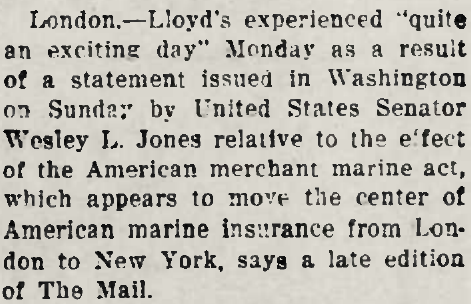 London.—Lloyd's experienced "quite
an exciting day" Monday as a result
of a statement issued in Washington
on Sunday by United States Senator
Wesley L. Jones relative to the effect
of the American merchant marine act,
which appears to move the center of
American marine insurance from Lon-
don to New York, says a late edition
of The Mail.